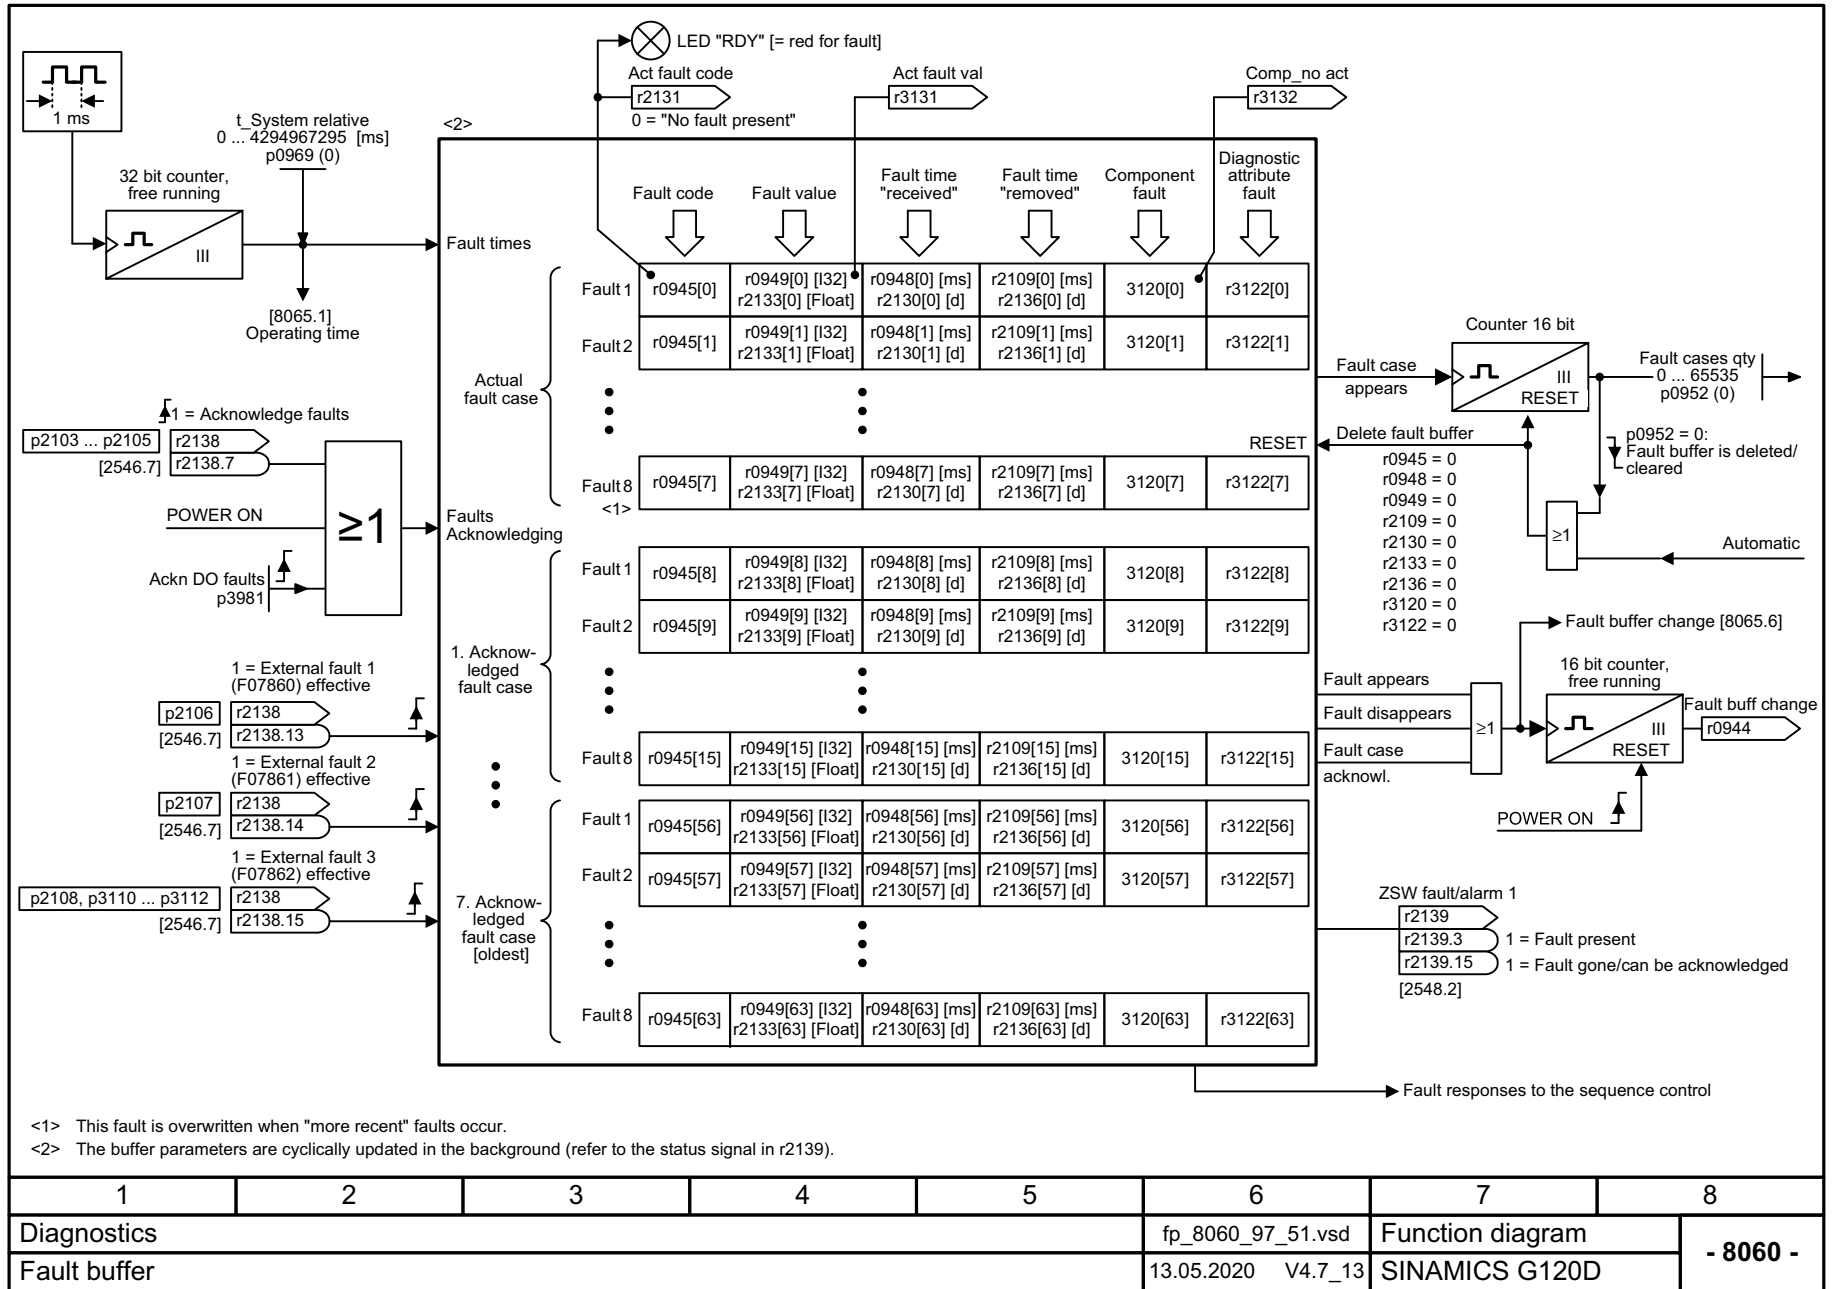 LED "RDY" [= red for fault]
Act fault code
r2131
0 = "No fault present"
Act fault val
r3131
Comp_no act
r3132
1 ms
t_System relative
0 ... 4294967295 [ms]
p0969 (0)
<2>
32 bit counter,
free running
III
[8065.1]
Operating time
Fault times
Fault code
Fault value
Fault time
"received"
Fault time
"removed"
Component
fault
Diagnostic
attribute
fault
Actual
fault case
Fault 1
r0945[0]
r0949[0] [I32]
r2133[0] [Float]
r0948[0] [ms]
r2130[0] [d]
r2109[0] [ms]
r2136[0] [d]
3120[0]
r3122[0]
Fault 2
r0945[1]
r0949[1] [I32]
r2133[1] [Float]
r0948[1] [ms]
r2130[1] [d]
r2109[1] [ms]
r2136[1] [d]
3120[1]
r3122[1]
Fault 8
<1>
r0945[7]
r0949[7] [I32]
r2133[7] [Float]
r0948[7] [ms]
r2130[7] [d]
r2109[7] [ms]
r2136[7] [d]
3120[7]
r3122[7]
1. Acknow-
ledged
fault case
Fault 1
r0945[8]
r0949[8] [I32]
r2133[8] [Float]
r0948[8] [ms]
r2130[8] [d]
r2109[8] [ms]
r2136[8] [d]
3120[8]
r3122[8]
Fault 2
r0945[9]
r0949[9] [I32]
r2133[9] [Float]
r0948[9] [ms]
r2130[9] [d]
r2109[9] [ms]
r2136[9] [d]
3120[9]
r3122[9]
Fault 8
r0945[15]
r0949[15] [I32]
r2133[15] [Float]
r0948[15] [ms]
r2130[15] [d]
r2109[15] [ms]
r2136[15] [d]
3120[15]
r3122[15]
7. Acknow-
ledged
fault case
[oldest]
Fault 1
r0945[56]
r0949[56] [I32]
r2133[56] [Float]
r0948[56] [ms]
r2130[56] [d]
r2109[56] [ms]
r2136[56] [d]
3120[56]
r3122[56]
Fault 2
r0945[57]
r0949[57] [I32]
r2133[57] [Float]
r0948[57] [ms]
r2130[57] [d]
r2109[57] [ms]
r2136[57] [d]
3120[57]
r3122[57]
Fault 8
r0945[63]
r0949[63] [I32]
r2133[63] [Float]
r0948[63] [ms]
r2130[63] [d]
r2109[63] [ms]
r2136[63] [d]
3120[63]
r3122[63]
1 = Acknowledge faults
p2103 ... p2105
r2138
[2546.7]
r2138.7
POWER ON
≥1
Faults
Acknowledging
Ackn DO faults
p3981
1 = External fault 1
(F07860) effective
p2106
r2138
[2546.7]
r2138.13
1 = External fault 2
(F07861) effective
p2107
r2138
[2546.7]
r2138.14
1 = External fault 3
(F07862) effective
p2108, p3110 ... p3112
r2138
[2546.7]
r2138.15
Counter 16 bit
Fault case
appears
III
RESET
Fault cases qty
0 ... 65535
p0952 (0)
RESET
Delete fault buffer
r0945 = 0
r0948 = 0
r0949 = 0
r2109 = 0
r2130 = 0
r2133 = 0
r2136 = 0
r3120 = 0
r3122 = 0
p0952 = 0:
Fault buffer is deleted/
cleared
≥1
Automatic
Fault buffer change [8065.6]
16 bit counter,
free running
Fault appears
Fault disappears
Fault case
acknowl.
≥1
III
RESET
Fault buff change
r0944
POWER ON
ZSW fault/alarm 1
r2139
r2139.3
1 = Fault present
r2139.15
1 = Fault gone/can be acknowledged
[2548.2]
Fault responses to the sequence control
<1> This fault is overwritten when "more recent" faults occur.
<2> The buffer parameters are cyclically updated in the background (refer to the status signal in r2139).
1 2 3 4 5 6 7 8
Diagnostics
fp_8060_97_51.vsd
Function diagram
- 8060 -
Fault buffer
13.05.2020 V4.7_13
SINAMICS G120D